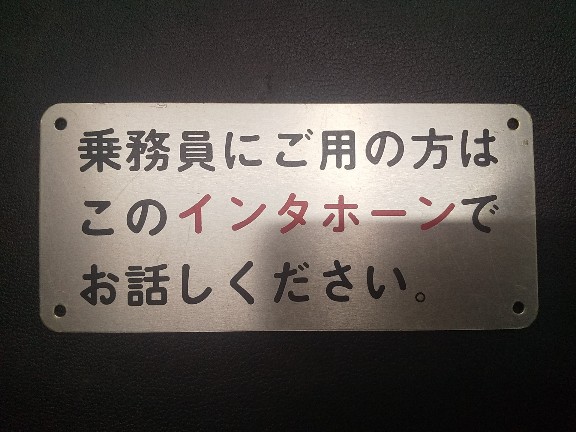 乗務員にご用の方は
このインタホーンで
お話しください。